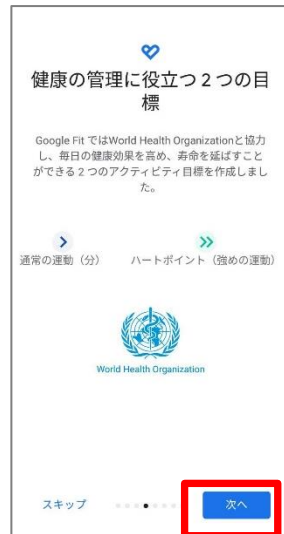 健康の管理に役立つ 2 つの目
標
Google Fit ではWorld Health Organizationと協力
し、毎日の健康効果を高め、寿命を延ばすこと
ができる 2 つのアクティビティ目標を作成しまし
た。
通常の運動（分） ハートポイント（強めの運動）
World Health Organization
スキップ 次へ